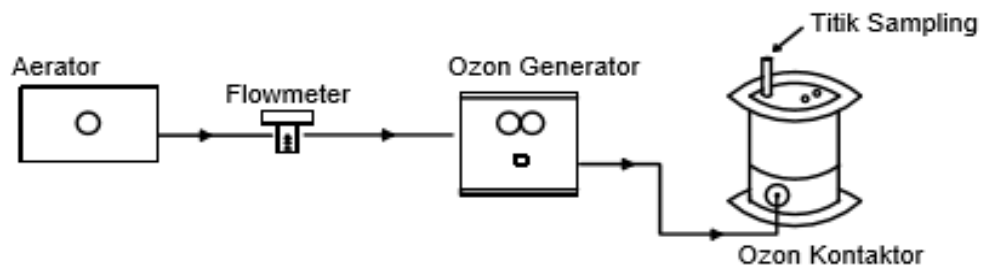 Titik Sampling
Aerator
Flowmeter
Ozon Generator
Ozon Kontaktor